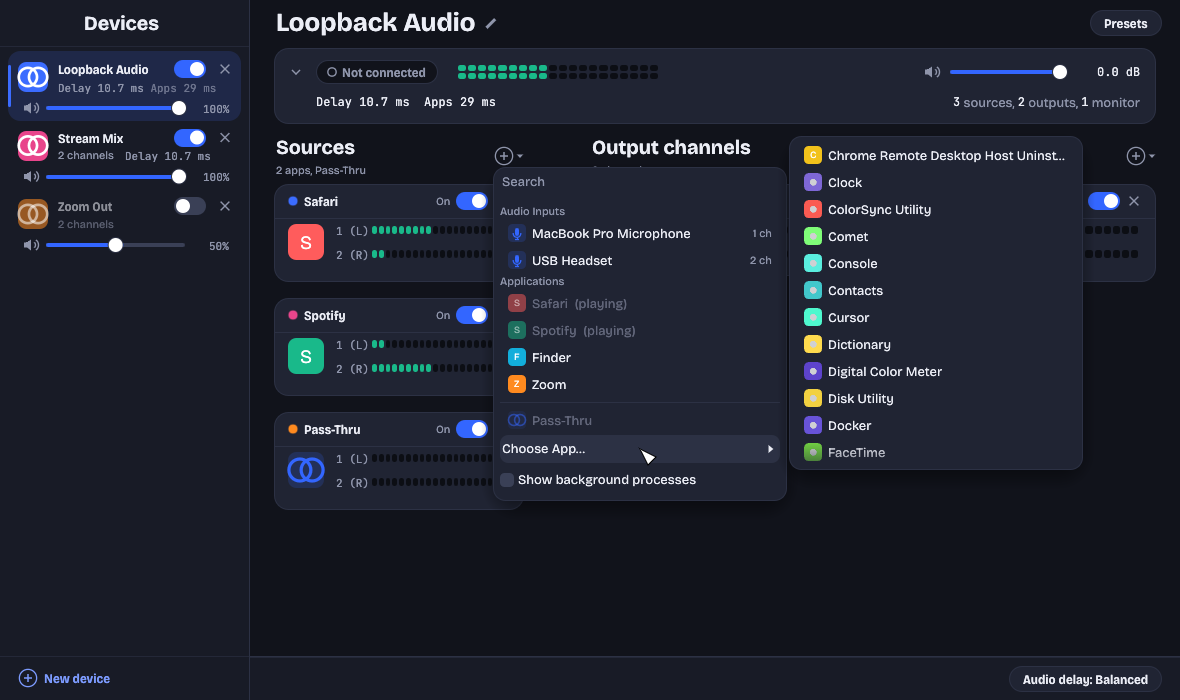 Devices
Loopback Audio
Delay 10.7 ms Apps 29 ms
100%
Stream Mix
2 channels Delay 10.7 ms
100%
Zoom Out
2 channels
50%
New device
Loopback Audio
Presets
Not connected
0.0 dB
Delay 10.7 ms Apps 29 ms
3 sources, 2 outputs, 1 monitor
Sources
2 apps, Pass-Thru
Output channels
Safari On
S
1 (L)
2 (R)
Spotify On
S
1 (L)
2 (R)
Pass-Thru On
1 (L)
2 (R)
Search
Audio Inputs
MacBook Pro Microphone 1 ch
USB Headset 2 ch
Applications
S Safari (playing)
S Spotify (playing)
F Finder
Z Zoom
Pass-Thru
Choose App...
Show background processes
C Chrome Remote Desktop Host Uninst...
Clock
ColorSync Utility
Comet
Console
Contacts
Cursor
Dictionary
Digital Color Meter
Disk Utility
Docker
FaceTime
Audio delay: Balanced